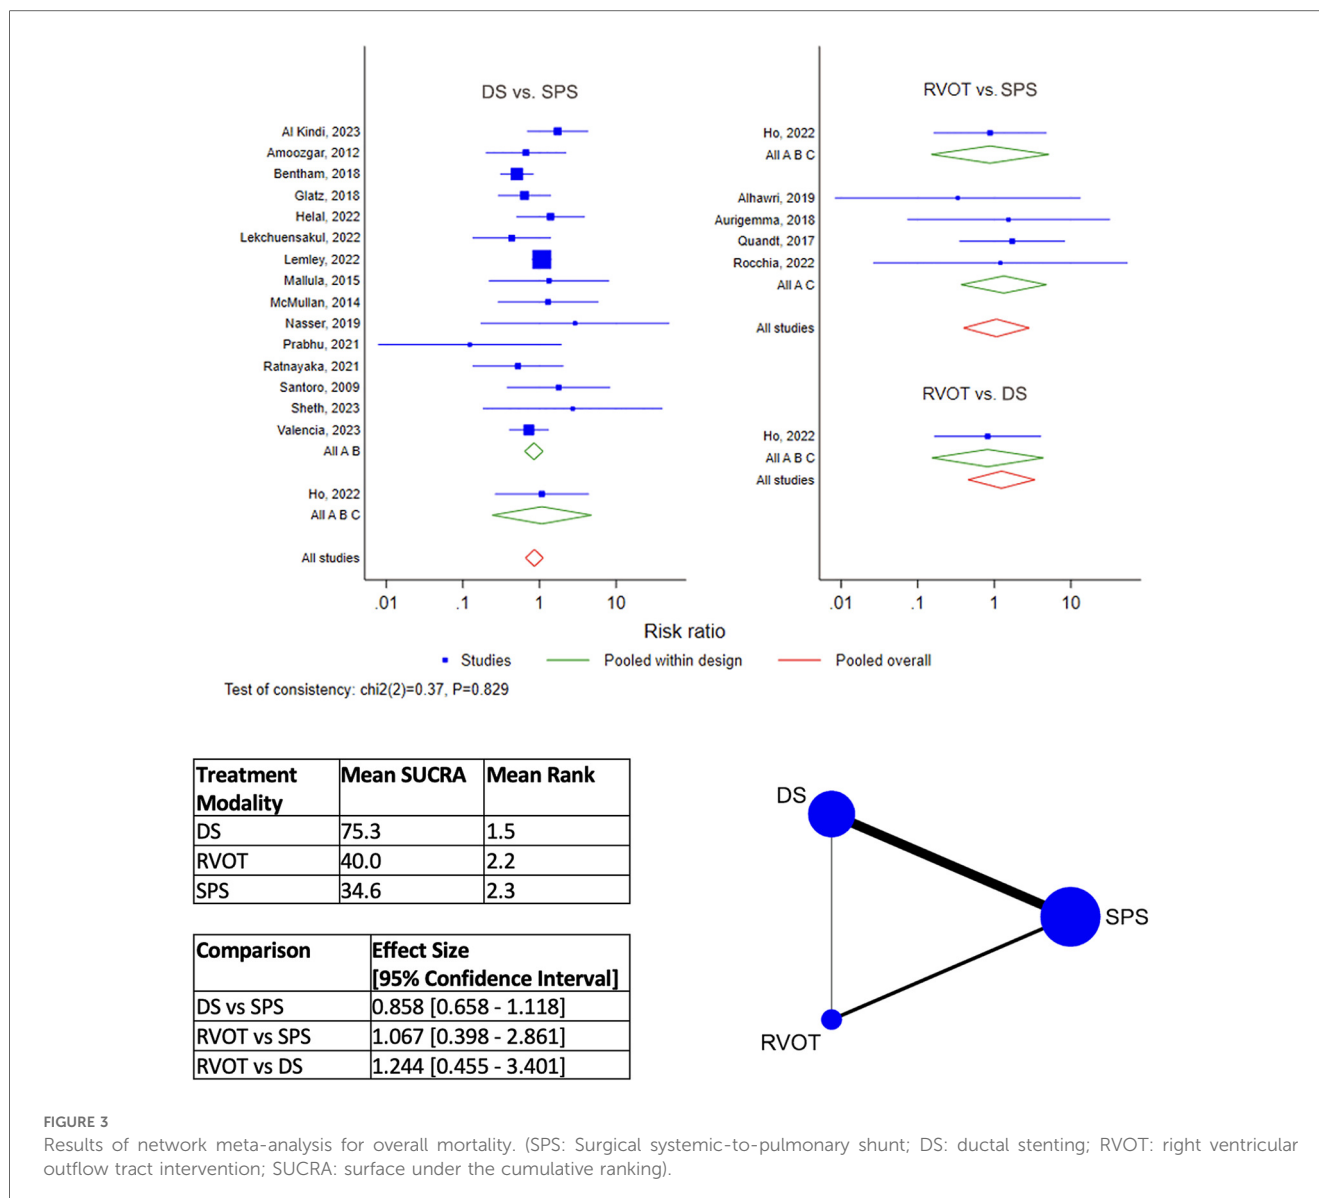 DS vs. SPS
Al Kindi, 2023
Amoozgar, 2012
Bentham, 2018
Glatz, 2018
Helal, 2022
Lekchuensakul, 2022
Lemley, 2022
Mallula, 2015
McMullan, 2014
Nasser, 2019
Prabhu, 2021
Ratnayaka, 2021
Santoro, 2009
Sheth, 2023
Valencia, 2023
All A B
Ho, 2022
All A B C
All studies
.01 .1 1 10
RVOT vs. SPS
Ho, 2022
All A B C
Alhawri, 2019
Aurigemma, 2018
Quandt, 2017
Rocchia, 2022
All A C
All studies
RVOT vs. DS
Ho, 2022
All A B C
All studies
.01 .1 1 10
Risk ratio
Studies Pooled within design Pooled overall
Test of consistency: chi2(2)=0.37, P=0.829
Treatment Modality Mean SUCRA Mean Rank
DS 75.3 1.5
RVOT 40.0 2.2
SPS 34.6 2.3
Comparison Effect Size [95% Confidence Interval]
DS vs SPS 0.858 [0.658 - 1.118]
RVOT vs SPS 1.067 [0.398 - 2.861]
RVOT vs DS 1.244 [0.455 - 3.401]
DS
SPS
RVOT
FIGURE 3
Results of network meta-analysis for overall mortality. (SPS: Surgical systemic-to-pulmonary shunt; DS: ductal stenting; RVOT: right ventricular
outflow tract intervention; SUCRA: surface under the cumulative ranking).